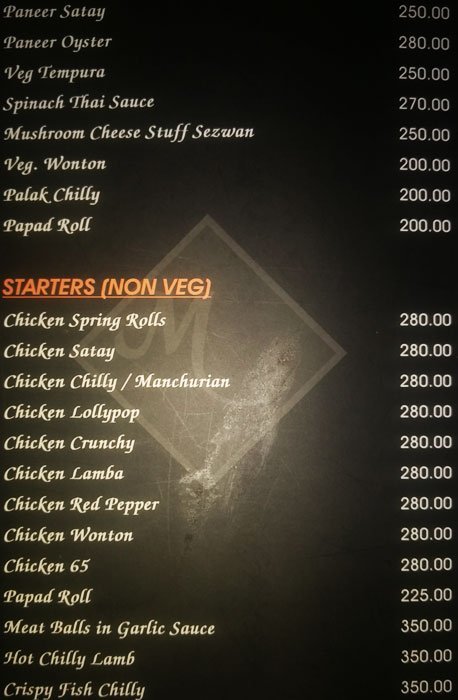 Paneer Satay 250.00
Paneer Oyster 280.00
Veg Tempura 250.00
Spinach Thai Sauce 270.00
Mushroom Cheese Stuff Sezwan 250.00
Veg. Wonton 200.00
Palak Chilly 200.00
Papad Roll 200.00
STARTERS (NON VEG)
Chicken Spring Rolls 280.00
Chicken Satay 280.00
Chicken Chilly / Manchurian 280.00
Chicken Lollypop 280.00
Chicken Crunchy 280.00
Chicken Lamba 280.00
Chicken Red Pepper 280.00
Chicken Wonton 280.00
Chicken 65 280.00
Papad Roll 225.00
Meat Balls in Garlic Sauce 350.00
Hot Chilly Lamb 350.00
Crispy Fish Chilly 350.00
M